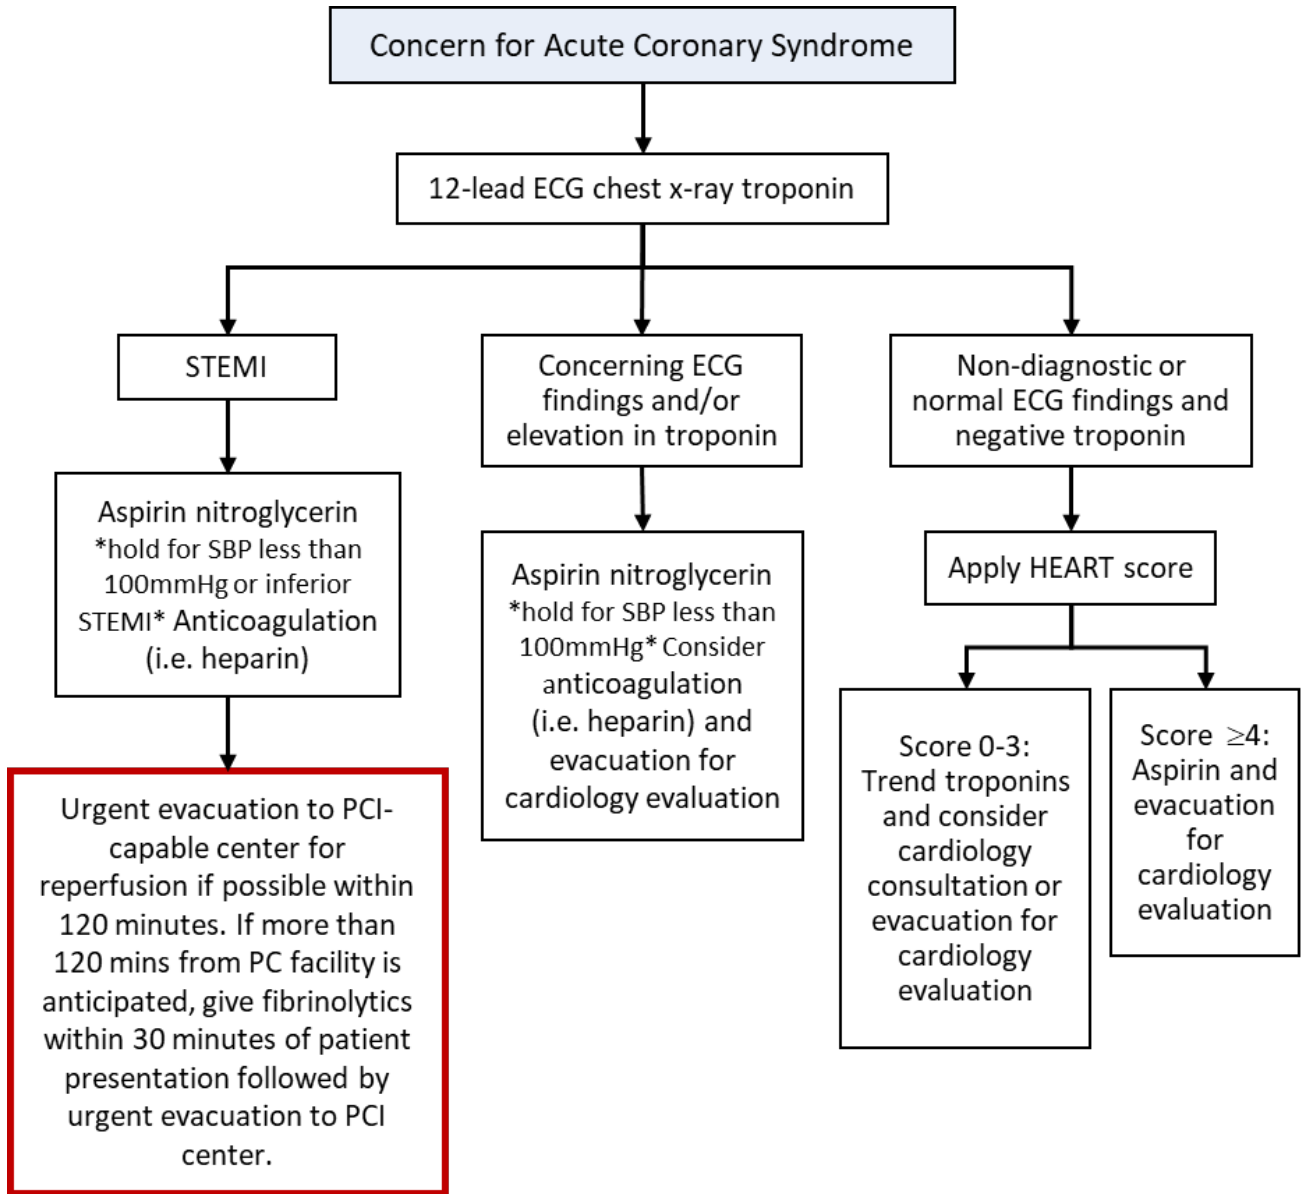 Concern for Acute Coronary Syndrome
12-lead ECG chest x-ray troponin
STEMI
Aspirin nitroglycerin
*hold for SBP less than
100mmHg or inferior
STEMI* Anticoagulation
(i.e. heparin)
Urgent evacuation to PCI-
capable center for
reperfusion if possible within
120 minutes. If more than
120 mins from PC facility is
anticipated, give fibrinolytics
within 30 minutes of patient
presentation followed by
urgent evacuation to PCI
center.
Concerning ECG
findings and/or
elevation in troponin
Aspirin nitroglycerin
*hold for SBP less than
100mmHg* Consider
anticoagulation
(i.e. heparin) and
evacuation for
cardiology evaluation
Non-diagnostic or
normal ECG findings and
negative troponin
Apply HEART score
Score 0-3:
Trend troponins
and consider
cardiology
consultation or
evacuation for
cardiology
evaluation
Score ≥4:
Aspirin and
evacuation
for
cardiology
evaluation